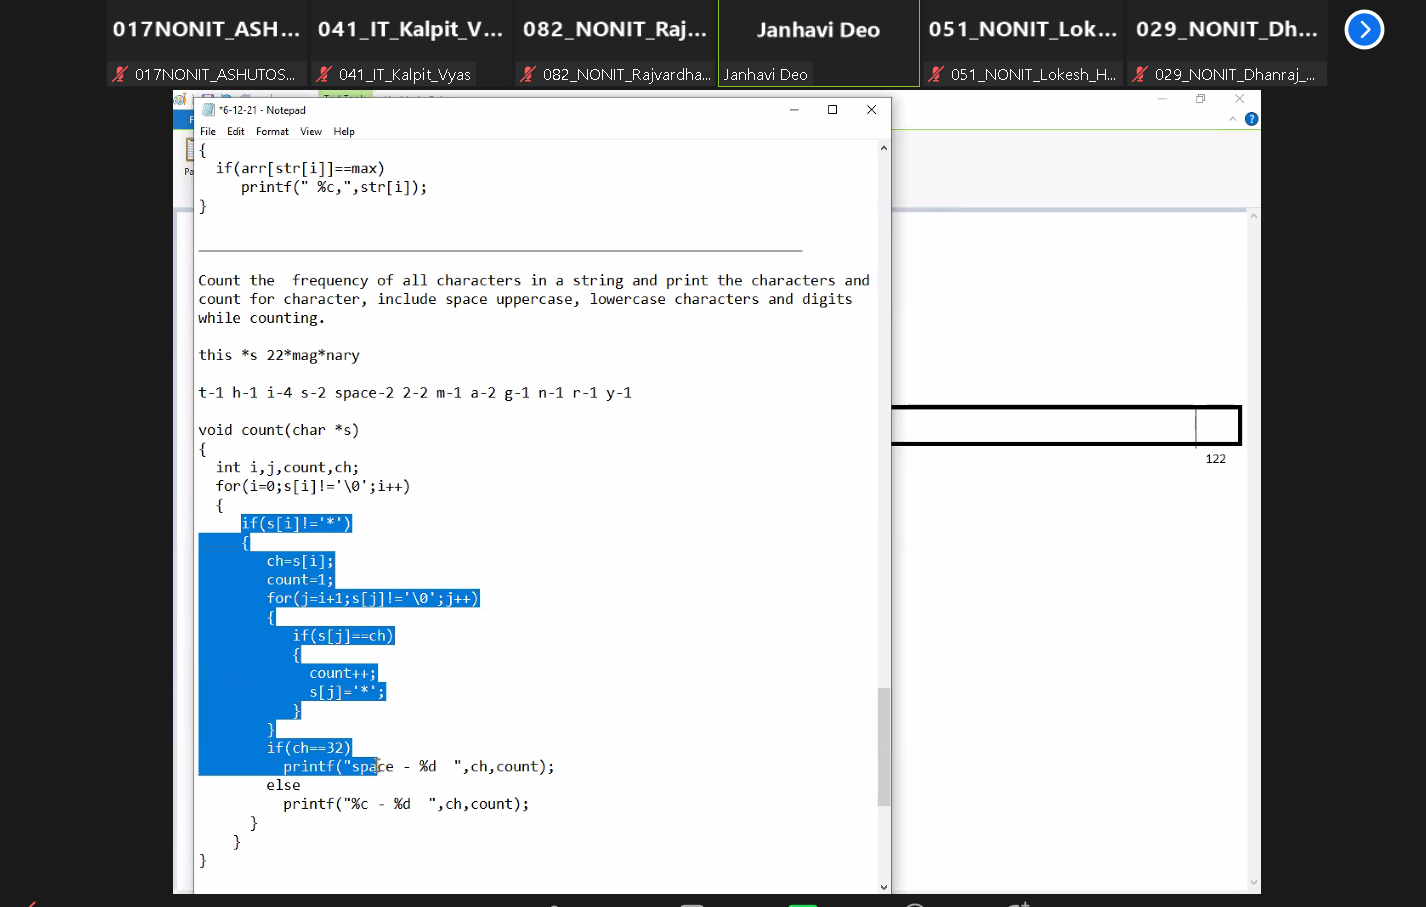 017NONIT_ASH... 041_IT_Kalpit_V... 082_NONIT_Raj... Janhavi Deo 051_NONIT_Lok... 029_NONIT_Dh...
017NONIT_ASHUTOS... 041_IT_Kalpit_Vyas 082_NONIT_Rajvardha... Janhavi Deo 051_NONIT_Lokesh_H... 029_NONIT_Dhanraj_...
*6-12-21 - Notepad
File Edit Format View Help
{
if(arr[str[i]]==max)
printf(" %c,",str[i]);
}
Count the  frequency of all characters in a string and print the characters and
count for character, include space uppercase, lowercase characters and digits
while counting.
this *s 22*mag*nary
t-1 h-1 i-4 s-2 space-2 2-2 m-1 a-2 g-1 n-1 r-1 y-1
void count(char *s)
{
int i,j,count,ch;
for(i=0;s[i]!='\0';i++)
{
if(s[i]!='*')
{
ch=s[i];
count=1;
for(j=i+1;s[j]!='\0';j++)
{
if(s[j]==ch)
{
count++;
s[j]='*';
}
}
if(ch==32)
printf("space - %d  ",ch,count);
else
printf("%c - %d  ",ch,count);
}
}
}
122